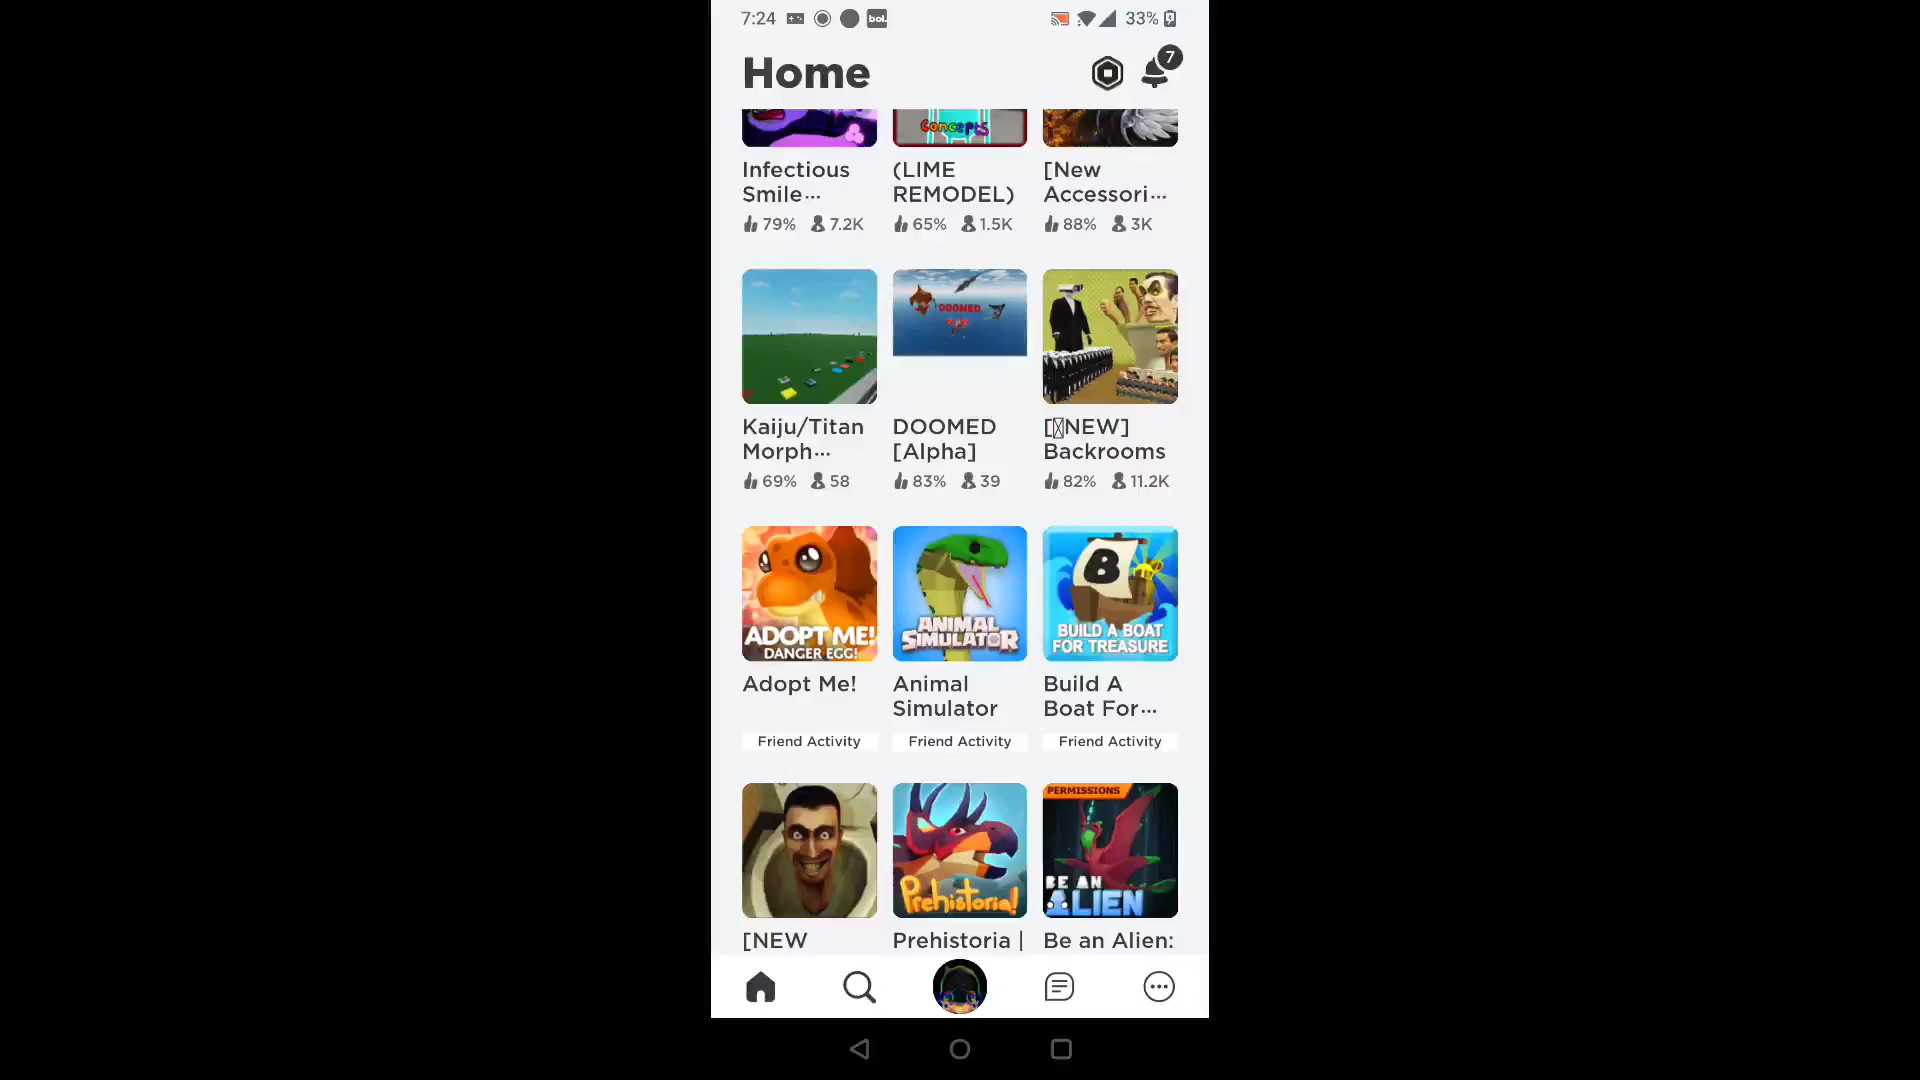 7:24 bol. 33%
Home 7
Concepts
Infectious Smile…
79% 7.2K
(LIME REMODEL)
65% 1.5K
[New Accessori…
88% 3K
DOOMED
Kaiju/Titan Morph…
69% 58
DOOMED [Alpha]
83% 39
[▯NEW] Backrooms
82% 11.2K
ADOPT ME!
DANGER EGG!
ANIMAL
SIMULATOR
B
BUILD A BOAT
FOR TREASURE
Adopt Me!
Friend Activity
Animal Simulator
Friend Activity
Build A Boat For…
Friend Activity
Prehistoria!
PERMISSIONS
BE AN
ALIEN
[NEW
Prehistoria |
Be an Alien: